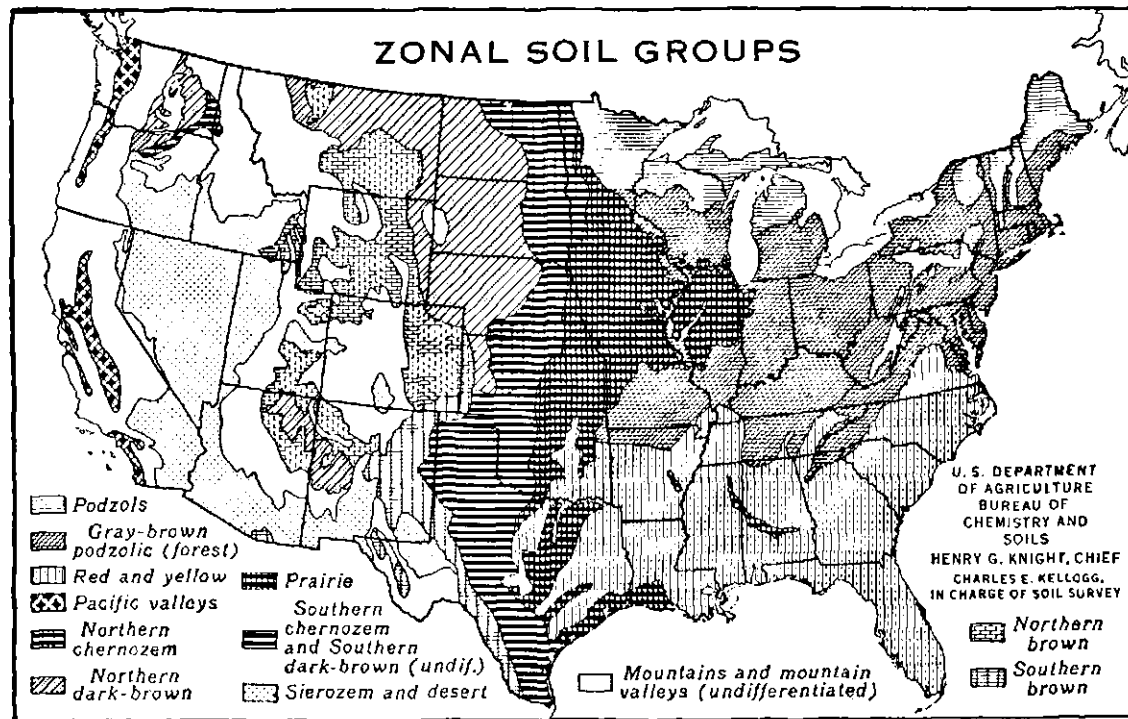 ZONAL SOIL GROUPS
Podzols
Gray-brown
podzolic (forest)
Red and yellow
Pacific valleys
Northern
chernozem
Northern
dark-brown
Prairie
Southern
chernozem
and Southern
dark-brown (undif.)
Sierozem and desert
Mountains and mountain
valleys (undifferentiated)
U.S. DEPARTMENT
OF AGRICULTURE
BUREAU OF
CHEMISTRY AND
SOILS
HENRY G. KNIGHT, CHIEF
CHARLES E. KELLOGG,
IN CHARGE OF SOIL SURVEY
Northern
brown
Southern
brown